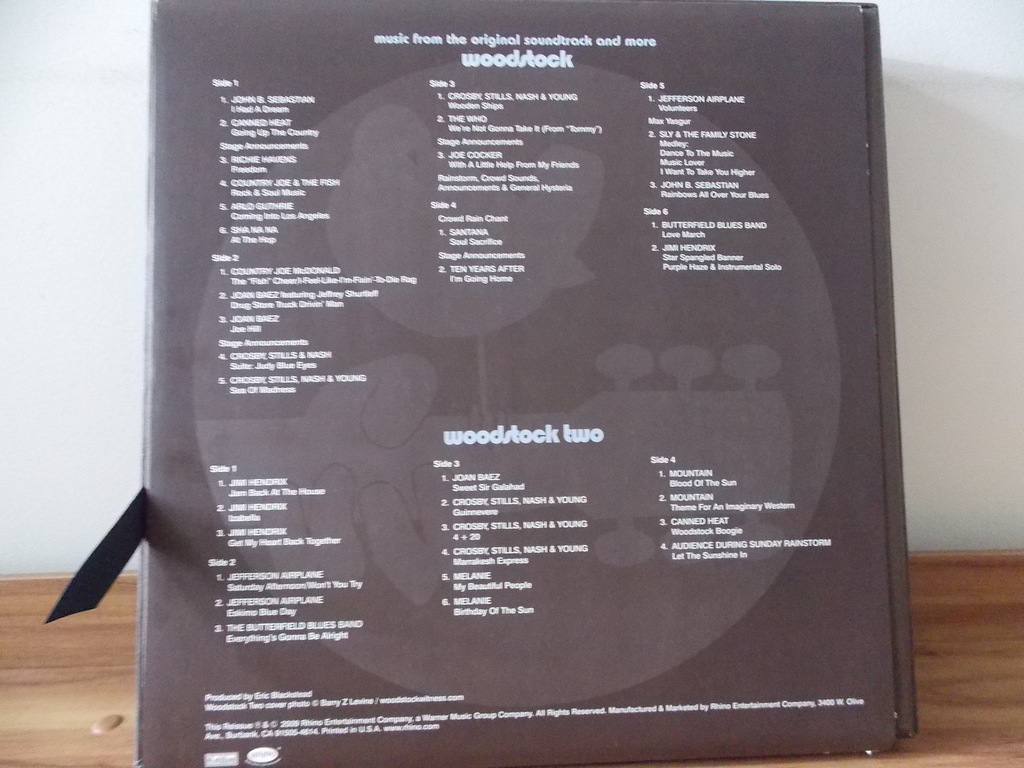 music from the original soundtrack and more
woodstock
Side 1
1. JOHN B. SEBASTIAN
I Had A Dream
2. CANNED HEAT
Going Up The Country
Stage Announcements
3. RICHIE HAVENS
Freedom
4. COUNTRY JOE & THE FISH
Rock & Soul Music
5. ARLO GUTHRIE
Coming Into Los Angeles
6. SHA NA NA
At The Hop
Side 2
1. COUNTRY JOE McDONALD
The "Fish" Cheer/I-Feel-Like-I'm-Fixin'-To-Die Rag
2. JOAN BAEZ featuring Jeffrey Shurtleff
Drug Store Truck Drivin' Man
3. JOAN BAEZ
Joe Hill
Stage Announcements
4. CROSBY, STILLS & NASH
Suite: Judy Blue Eyes
5. CROSBY, STILLS, NASH & YOUNG
Sea Of Madness
Side 3
1. CROSBY, STILLS, NASH & YOUNG
Wooden Ships
2. THE WHO
We're Not Gonna Take It (From "Tommy")
Stage Announcements
3. JOE COCKER
With A Little Help From My Friends
Rainstorm, Crowd Sounds,
Announcements & General Hysteria
Side 4
Crowd Rain Chant
1. SANTANA
Soul Sacrifice
Stage Announcements
2. TEN YEARS AFTER
I'm Going Home
Side 5
1. JEFFERSON AIRPLANE
Volunteers
Max Yasgur
2. SLY & THE FAMILY STONE
Medley:
Dance To The Music
Music Lover
I Want To Take You Higher
3. JOHN B. SEBASTIAN
Rainbows All Over Your Blues
Side 6
1. BUTTERFIELD BLUES BAND
Love March
2. JIMI HENDRIX
Star Spangled Banner
Purple Haze & Instrumental Solo
woodstock two
Side 1
1. JIMI HENDRIX
Jam Back At The House
2. JIMI HENDRIX
Izabella
3. JIMI HENDRIX
Get My Heart Back Together
Side 2
1. JEFFERSON AIRPLANE
Saturday Afternoon/Won't You Try
2. JEFFERSON AIRPLANE
Eskimo Blue Day
3. THE BUTTERFIELD BLUES BAND
Everything's Gonna Be Alright
Side 3
1. JOAN BAEZ
Sweet Sir Galahad
2. CROSBY, STILLS, NASH & YOUNG
Guinnevere
3. CROSBY, STILLS, NASH & YOUNG
4 + 20
4. CROSBY, STILLS, NASH & YOUNG
Marrakesh Express
5. MELANIE
My Beautiful People
6. MELANIE
Birthday Of The Sun
Side 4
1. MOUNTAIN
Blood Of The Sun
2. MOUNTAIN
Theme For An Imaginary Western
3. CANNED HEAT
Woodstock Boogie
4. AUDIENCE DURING SUNDAY RAINSTORM
Let The Sunshine In
Produced by Eric Blackstead
Woodstock Two cover photo © Barry Z Levine / woodstockwitness.com
This Reissue ℗ & © 2009 Rhino Entertainment Company, a Warner Music Group Company. All Rights Reserved. Manufactured & Marketed by Rhino Entertainment Company, 3400 W. Olive
Ave., Burbank, CA 91505-4614. Printed in U.S.A. www.rhino.com